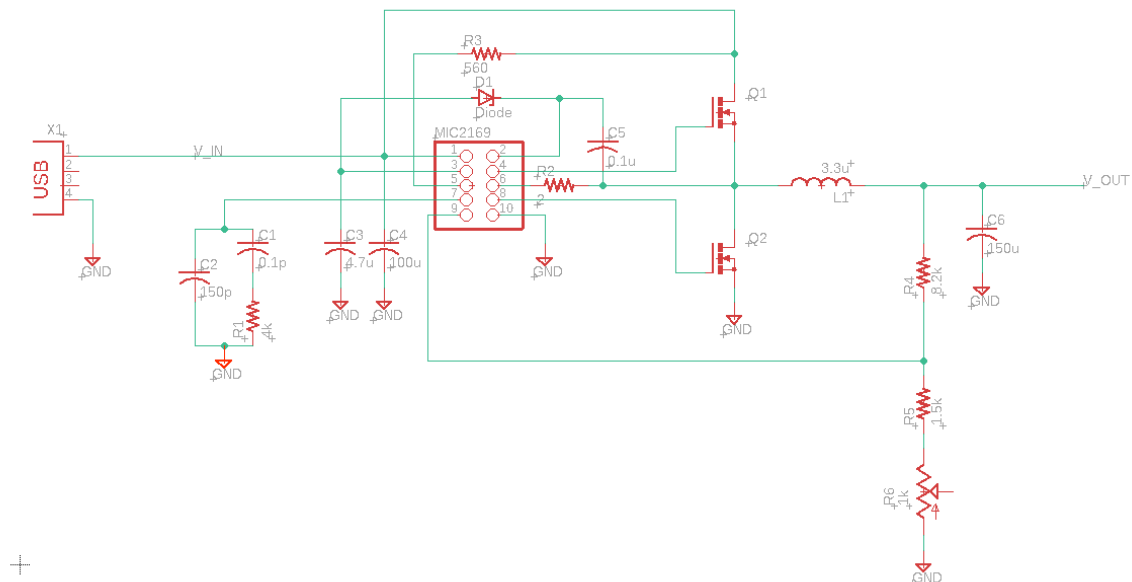 R3
560
D1
Diode
Q1
X1
MIC2169
C5
0.1u
USB
1
2
3
4
V_IN
1
2
3
4
5
6
7
8
9
10
R2
2
3.3u
L1
V_OUT
GND
C2
150p
C1
0.1p
R1
4k
GND
C3
4.7u
GND
C4
100u
GND
GND
Q2
GND
R4
8.2k
C6
150u
GND
R5
1.5k
R6
1k
GND